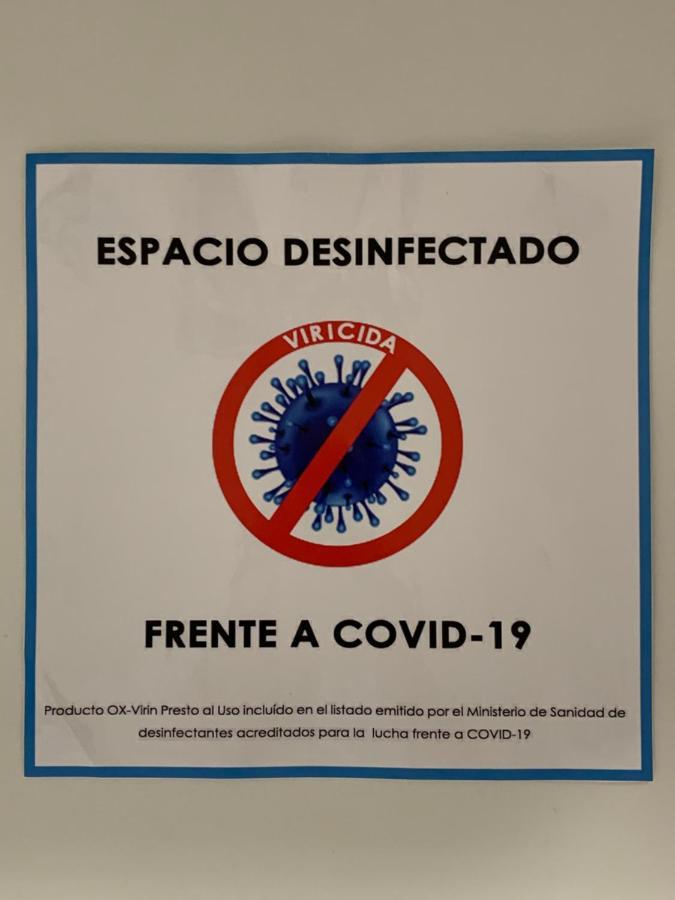 ESPACIO DESINFECTADO
VIRICIDA
FRENTE A COVID-19
Producto OX-Virin Presto al Uso incluído en el listado emitido por el Ministerio de Sanidad de
desinfectantes acreditados para la lucha frente a COVID-19